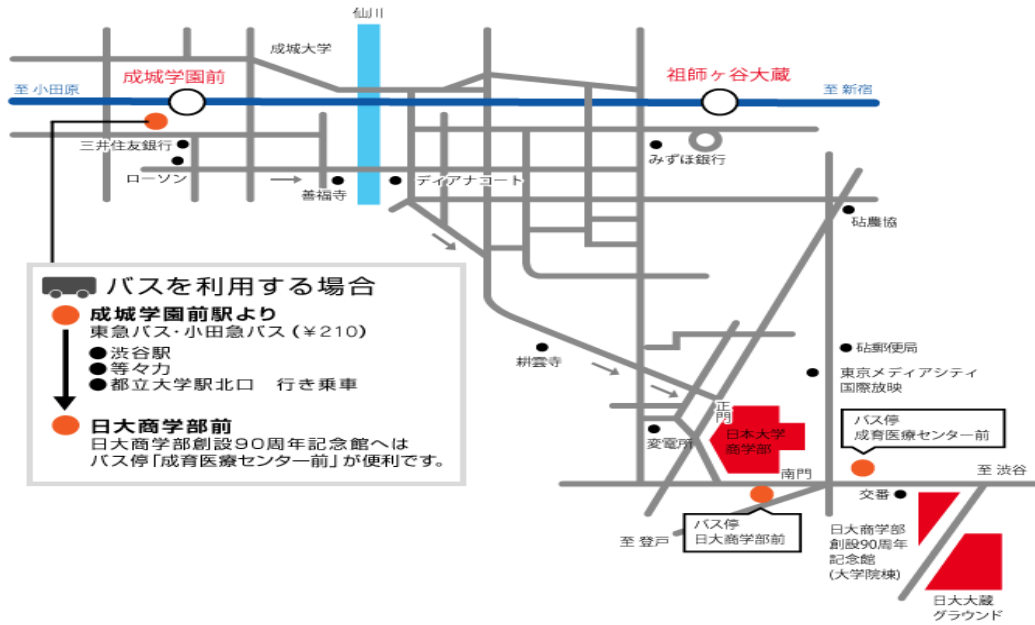 仙川
成城大学
成城学園前
祖師ヶ谷大蔵
至 小田原
至 新宿
三井住友銀行
みずほ銀行
ローソン
善福寺
ディアナコート
砧農協
バスを利用する場合
成城学園前駅より
東急バス・小田急バス（¥210）
●渋谷駅
●等々力
●都立大学駅北口　行き乗車
日大商学部前
日大商学部創設90周年記念館へは
バス停「成育医療センター前」が便利です。
耕雲寺
砧郵便局
東京メディアシティ
国際放映
正門
変電所
日本大学
商学部
バス停
成育医療センター前
南門
至 渋谷
交番
バス停
日大商学部前
至 登戸
日大商学部
創設90周年
記念館
(大学院棟)
日大大蔵
グラウンド